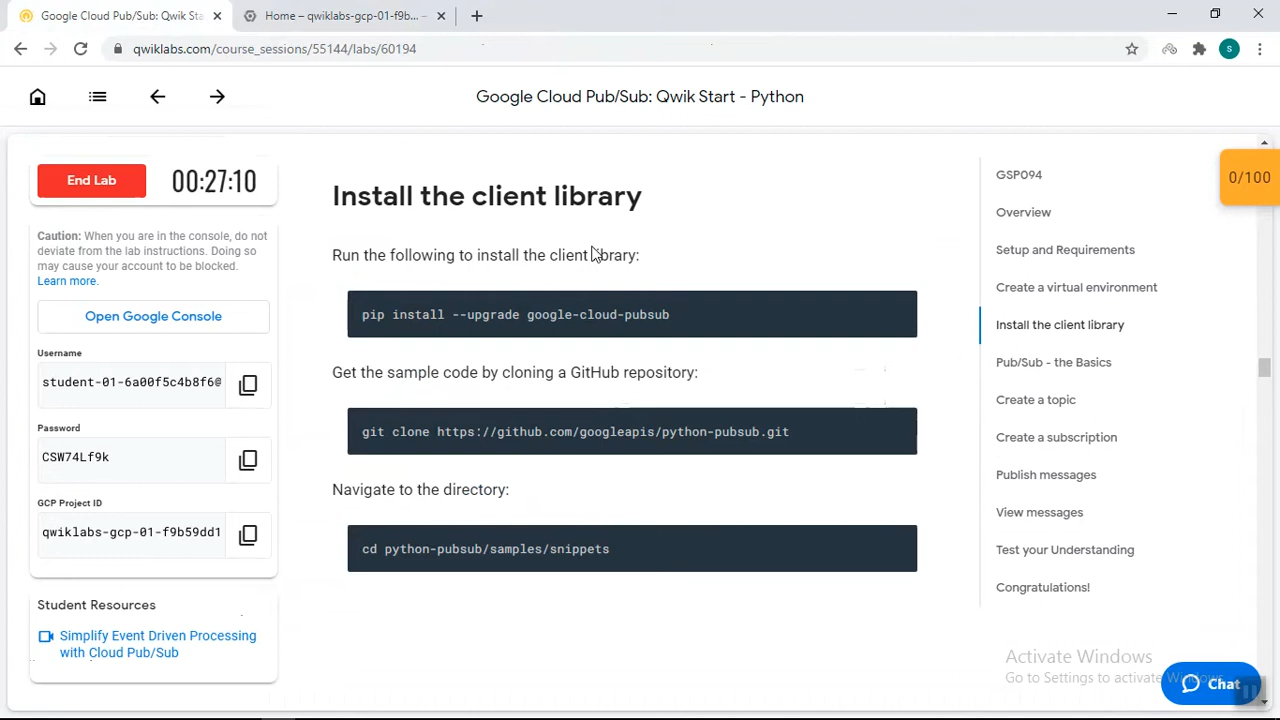 Google Cloud Pub/Sub: Qwik Sta
Home – qwiklabs-gcp-01-f9b...
qwiklabs.com/course_sessions/55144/labs/60194
s
Google Cloud Pub/Sub: Qwik Start - Python
End Lab
00:27:10
Caution: When you are in the console, do not
deviate from the lab instructions. Doing so
may cause your account to be blocked.
Learn more.
Open Google Console
Username
student-01-6a00f5c4b8f6@
Password
CSW74Lf9k
GCP Project ID
qwiklabs-gcp-01-f9b59dd1
Student Resources
Simplify Event Driven Processing
with Cloud Pub/Sub
Install the client library
Run the following to install the client library:
pip install --upgrade google-cloud-pubsub
Get the sample code by cloning a GitHub repository:
git clone https://github.com/googleapis/python-pubsub.git
Navigate to the directory:
cd python-pubsub/samples/snippets
GSP094
Overview
Setup and Requirements
Create a virtual environment
Install the client library
Pub/Sub - the Basics
Create a topic
Create a subscription
Publish messages
View messages
Test your Understanding
Congratulations!
0/100
Activate Windows
Go to Settings to activate Windows.
Chat